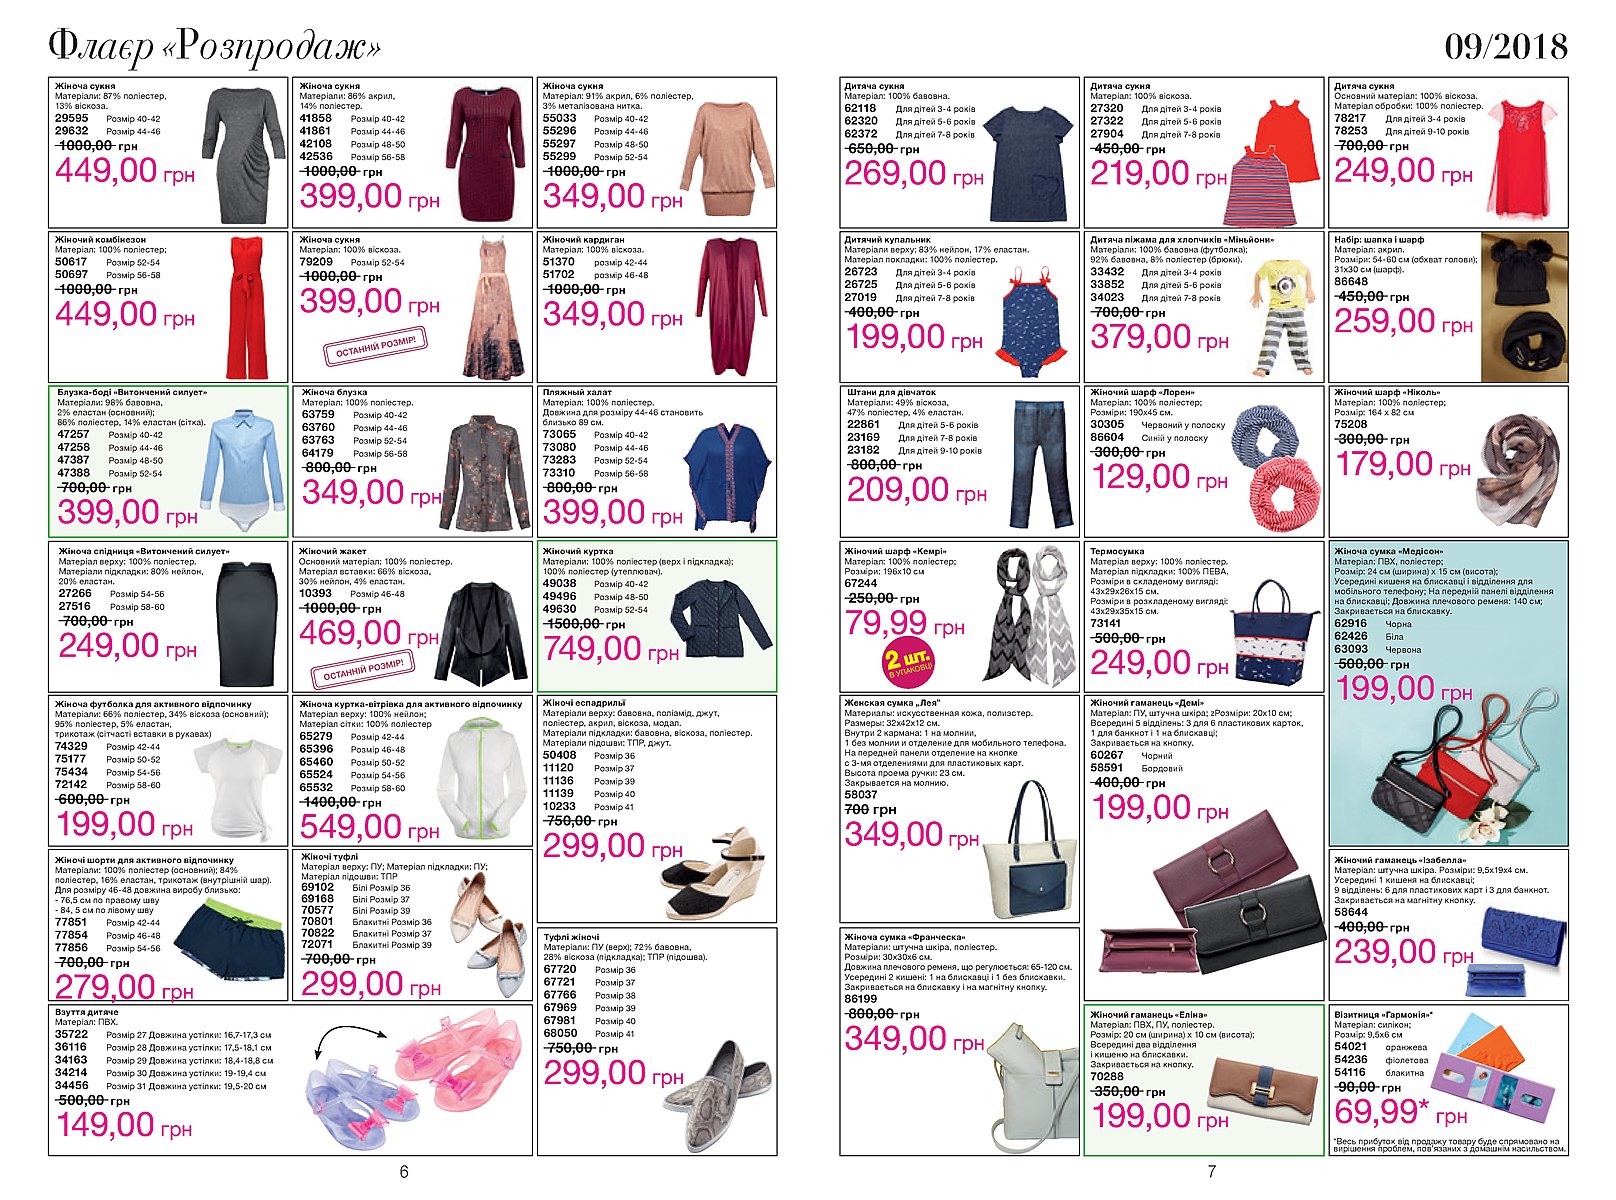 Флаєр «Розпродаж»
09/2018
Жіноча сукня
Матеріали: 87% поліестер,
13% віскоза.
29595 Розмір 40-42
29632 Розмір 44-46
1000,00 грн
449,00 грн
Жіноча сукня
Матеріали: 86% акрил,
14% поліестер.
41858 Розмір 40-42
41861 Розмір 44-46
42108 Розмір 48-50
42536 Розмір 56-58
1000,00 грн
399,00 грн
Жіноча сукня
Матеріал: 91% акрил, 6% поліестер,
3% металізована нитка.
55033 Розмір 40-42
55296 Розмір 44-46
55297 Розмір 48-50
55299 Розмір 52-54
1000,00 грн
349,00 грн
Жіночий комбінезон
Матеріал: 100% поліестер;
50617 Розмір 52-54
50697 Розмір 56-58
1000,00 грн
449,00 грн
Жіноча сукня
Матеріал: 100% віскоза.
79209 Розмір 52-54
1000,00 грн
399,00 грн
ОСТАННІЙ РОЗМІР!
Жіночий кардиган
Матеріал: 100% віскоза.
51370 розмір 42-44
51702 розмір 46-48
1000,00 грн
349,00 грн
Блузка-боді «Витончений силует»
Матеріали: 98% бавовна,
2% еластан (основний);
86% поліестер, 14% еластан (сітка).
47257 Розмір 40-42
47258 Розмір 44-46
47387 Розмір 48-50
47388 Розмір 52-54
700,00 грн
399,00 грн
Жіноча блузка
Матеріал: 100% поліестер.
63759 Розмір 40-42
63760 Розмір 44-46
63763 Розмір 52-54
64179 Розмір 56-58
800,00 грн
349,00 грн
Пляжный халат
Матеріал: 100% поліестер.
Довжина для розміру 44-46 становить
близько 89 см.
73065 Розмір 40-42
73080 Розмір 44-46
73283 Розмір 52-54
73310 Розмір 56-58
800,00 грн
399,00 грн
Жіноча спідниця «Витончений силует»
Матеріал верху: 100% поліестер.
Матеріали підкладки: 80% нейлон,
20% еластан.
27266 Розмір 54-56
27516 Розмір 58-60
700,00 грн
249,00 грн
Жіночий жакет
Основний матеріал: 100% поліестер.
Матеріал вставки: 66% віскоза,
30% нейлон, 4% еластан.
10393 Розмір 46-48
1000,00 грн
469,00 грн
ОСТАННІЙ РОЗМІР!
Жіночий куртка
Матеріали: 100% поліестер (верх і підкладка);
100% поліестер (утеплювач).
49038 Розмір 40-42
49496 Розмір 48-50
49630 Розмір 52-54
1500,00 грн
749,00 грн
Жіноча футболка для активного відпочинку
Матеріали: 66% поліестер, 34% віскоза (основний);
95% поліестер, 5% еластан,
трикотаж (сітчасті вставки в рукавах)
74329 Розмір 42-44
75177 Розмір 50-52
75434 Розмір 54-56
72142 Розмір 58-60
600,00 грн
199,00 грн
Жіноча куртка-вітрівка для активного відпочинку
Матеріал верху: 100% нейлон;
Матеріал сітки: 100% поліестер
65279 Розмір 42-44
65396 Розмір 46-48
65460 Розмір 50-52
65524 Розмір 54-56
65532 Розмір 58-60
1400,00 грн
549,00 грн
Жіночі еспадрильї
Матеріали верху: бавовна, поліамід, джут,
поліестер, акрил, віскоза, модал.
Матеріали підкладки: бавовна, віскоза, поліестер.
Матеріали підошви: ТПР, джут.
50408 Розмір 36
11120 Розмір 37
11136 Розмір 39
11139 Розмір 40
10233 Розмір 41
750,00 грн
299,00 грн
Жіночі шорти для активного відпочинку
Матеріали: 100% поліестер (основний); 84%
поліестер, 16% еластан, трикотаж (внутрішній шар).
Для розміру 46-48 довжина виробу близько:
- 76,5 см по правому шву
- 84, 5 см по лівому шву
77851 Розмір 42-44
77854 Розмір 46-48
77856 Розмір 54-56
700,00 грн
279,00 грн
Жіночі туфлі
Матеріал верху: ПУ; Матеріал підкладки: ПУ;
Матеріал підошви: ТПР
69102 Білі Розмір 36
69168 Білі Розмір 37
70577 Білі Розмір 39
70801 Блакитні Розмір 36
70822 Блакитні Розмір 37
72071 Блакитні Розмір 39
700,00 грн
299,00 грн
Туфлі жіночі
Матеріали: ПУ (верх); 72% бавовна,
28% віскоза (підкладка); ТПР (підошва).
67720 Розмір 36
67721 Розмір 37
67766 Розмір 38
67969 Розмір 39
67981 Розмір 40
68050 Розмір 41
750,00 грн
299,00 грн
Взуття дитяче
Матеріал: ПВХ.
35722 Розмір 27 Довжина устілки: 16,7-17,3 см
36116 Розмір 28 Довжина устілки: 17,5-18,1 см
34163 Розмір 29 Довжина устілки: 18,4-18,8 см
34214 Розмір 30 Довжина устілки: 19-19,4 см
34456 Розмір 31 Довжина устілки: 19,5-20 см
500,00 грн
149,00 грн
6
Дитяча сукня
Матеріал: 100% бавовна.
62118 Для дітей 3-4 років
62320 Для дітей 5-6 років
62372 Для дітей 7-8 років
650,00 грн
269,00 грн
Дитяча сукня
Матеріал: 100% віскоза.
27320 Для дітей 3-4 років
27322 Для дітей 5-6 років
27904 Для дітей 7-8 років
450,00 грн
219,00 грн
Дитяча сукня
Основний матеріал: 100% віскоза.
Матеріал обробки: 100% поліестер.
78217 Для дітей 3-4 років
78253 Для дітей 9-10 років
700,00 грн
249,00 грн
Дитячий купальник
Матеріали верху: 83% нейлон, 17% еластан.
Матеріал покладки: 100% поліестер.
26723 Для дітей 3-4 років
26725 Для дітей 5-6 років
27019 Для дітей 7-8 років
400,00 грн
199,00 грн
Дитяча піжама для хлопчиків «Міньйони»
Матеріали: 100% бавовна (футболка);
92% бавовна, 8% поліестер (брюки).
33432 Для дітей 3-4 років
33852 Для дітей 5-6 років
34023 Для дітей 7-8 років
700,00 грн
379,00 грн
Набір: шапка і шарф
Матеріал: акрил.
Розміри: 54-60 см (обхват голови);
31х30 см (шарф).
86648
450,00 грн
259,00 грн
Штани для дівчаток
Матеріали: 49% віскоза,
47% поліестер, 4% еластан.
22861 Для дітей 5-6 років
23169 Для дітей 7-8 років
23182 Для дітей 9-10 років
800,00 грн
209,00 грн
Жіночий шарф «Лорен»
Матеріал: 100% поліестер;
Розміри: 190х45 см.
30305 Червоний у полоску
86604 Синій у полоску
300,00 грн
129,00 грн
Жіночий шарф «Ніколь»
Матеріал: 100% поліестер;
Розмір: 164 х 82 см
75208
300,00 грн
179,00 грн
Жіночий шарф «Кемрі»
Матеріал: 100% поліестер;
Розміри: 196х10 см
67244
250,00 грн
79,99 грн
2 шт.
В УПАКОВЦІ
Термосумка
Матеріал верху: 100% поліестер.
Матеріал підкладки: 100% ПЕВА.
Розміри в складеному вигляді:
43х29х26х15 см.
Розміри в розкладеному вигляді:
43х29х35х15 см.
73141
500,00 грн
249,00 грн
Жіноча сумка «Медісон»
Матеріал: ПВХ, поліестер;
Розмір: 24 см (ширина) х 15 см (висота);
Усередині кишеня на блискавці і відділення для
мобільного телефону; На передній панелі відділення
на блискавці; Довжина плечового ременя: 140 см;
Закривається на блискавку.
62916 Чорна
62426 Біла
63093 Червона
500,00 грн
199,00 грн
Женская сумка „Лея"
Материалы: искусственная кожа, полиэстер.
Размеры: 32х42х12 см.
Внутри 2 кармана: 1 на молнии,
1 без молнии и отделение для мобильного телефона.
На передней панели отделение на кнопке
с 3-мя отделениями для пластиковых карт.
Высота проема ручки: 23 см.
Закрывается на молнию.
58037
700 грн
349,00 грн
Жіночий гаманець «Демі»
Матеріал: ПУ, штучна шкіра; zРозміри: 20х10 см;
Всередині 5 відділень: 3 для 6 пластикових карток,
1 для банкнот і 1 на блискавці;
Закривається на кнопку.
60267 Чорний
58591 Бордовий
400,00 грн
199,00 грн
Жіночий гаманець «Ізабелла»
Матеріал: штучна шкіра. Розміри: 9,5х19х4 см.
Усередині 1 кишеня на блискавці;
9 відділень: 6 для пластикових карт і 3 для банкнот.
Закривається на магнітну кнопку.
58644
400,00 грн
239,00 грн
Жіноча сумка «Франческа»
Матеріали: штучна шкіра, поліестер.
Розміри: 30х30х6 см.
Довжина плечового ременя, що регулюється: 65-120 см.
Усередині 2 кишені: 1 на блискавці і 1 без блискавки.
Закривається на блискавку і на магнітну кнопку.
86199
800,00 грн
349,00 грн
Жіночий гаманець «Еліна»
Матеріал: ПВХ, ПУ, поліестер.
Розмір: 20 см (ширина) х 10 см (висота);
Всередині два відділення
і кишеню на блискавки.
Закривається на кнопку.
70288
350,00 грн
199,00 грн
Візитниця «Гармонія»*
Матеріал: силікон;
Розмір: 9,5х6 см
54021 оранжева
54236 фіолетова
54116 блакитна
90,00 грн
69,99* грн
*Весь прибуток від продажу товару буде спрямовано на
вирішення проблем, пов'язаних з домашнім насильством.
7